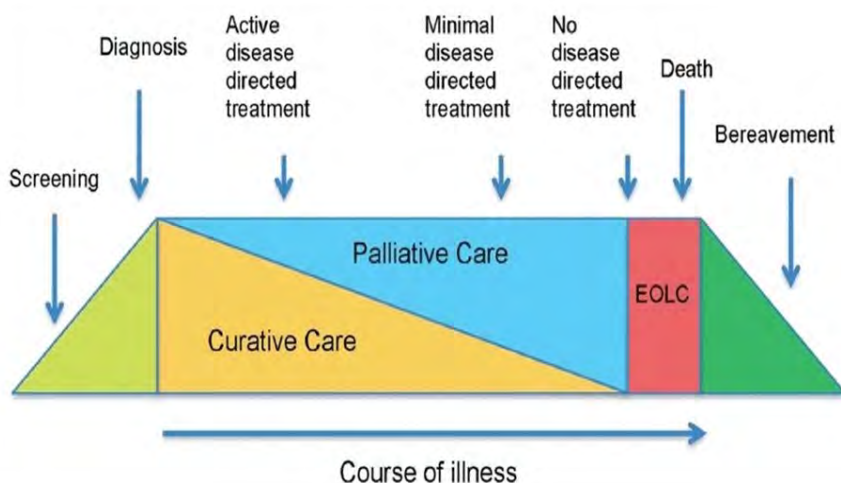 Diagnosis
Active
disease
directed
treatment
Minimal
disease
directed
treatment
No
disease
directed
treatment
Death
Bereavement
Screening
Palliative Care
EOLC
Curative Care
Course of illness